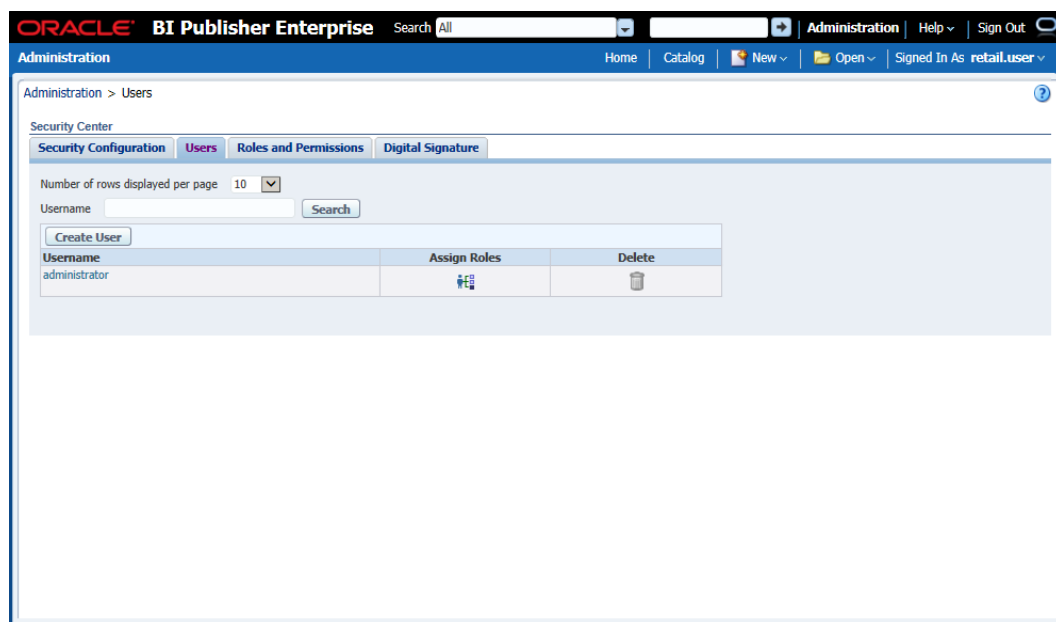 ORACLE BI Publisher Enterprise Search All Administration Help Sign Out
Administration Home Catalog New Open Signed In As retail.user
Administration > Users
Security Center
Security Configuration Users Roles and Permissions Digital Signature
Number of rows displayed per page 10
Username Search
Create User
Username Assign Roles Delete
administrator